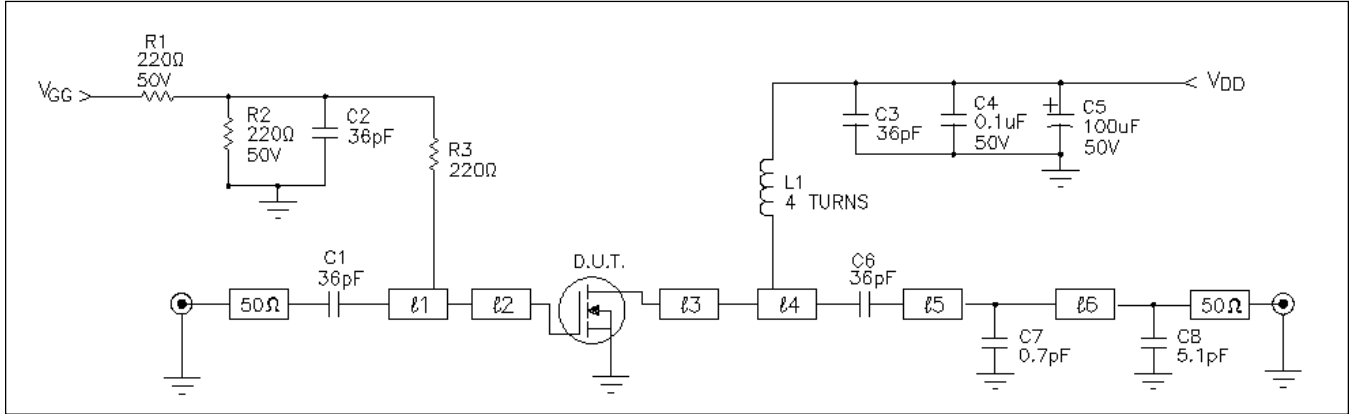 R1
220Ω
50V
VGG
R2
220Ω
50V
C2
36pF
R3
220Ω
VDD
C3
36pF
C4
0.1uF
50V
+
C5
100uF
50V
L1
4 TURNS
C1
36pF
D.U.T.
C6
36pF
50Ω
ℓ1
ℓ2
ℓ3
ℓ4
ℓ5
ℓ6
50Ω
C7
0.7pF
C8
5.1pF